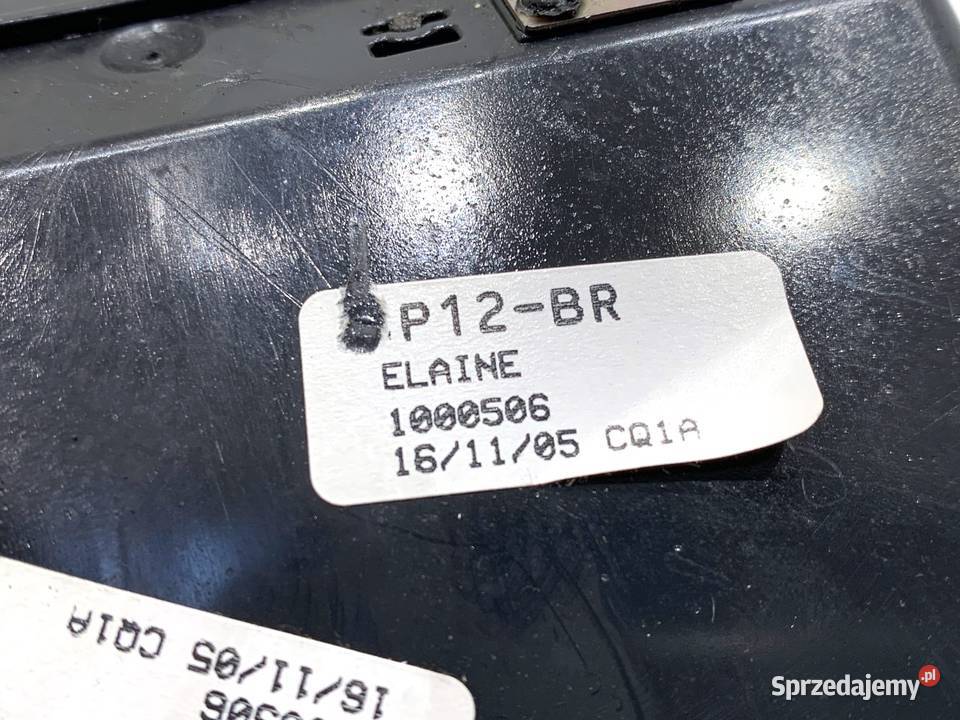 P12-BR
ELAINE
1000506
16/11/05 CQ1A
16/11/05 CQ1A
Sprzedajemy.pl